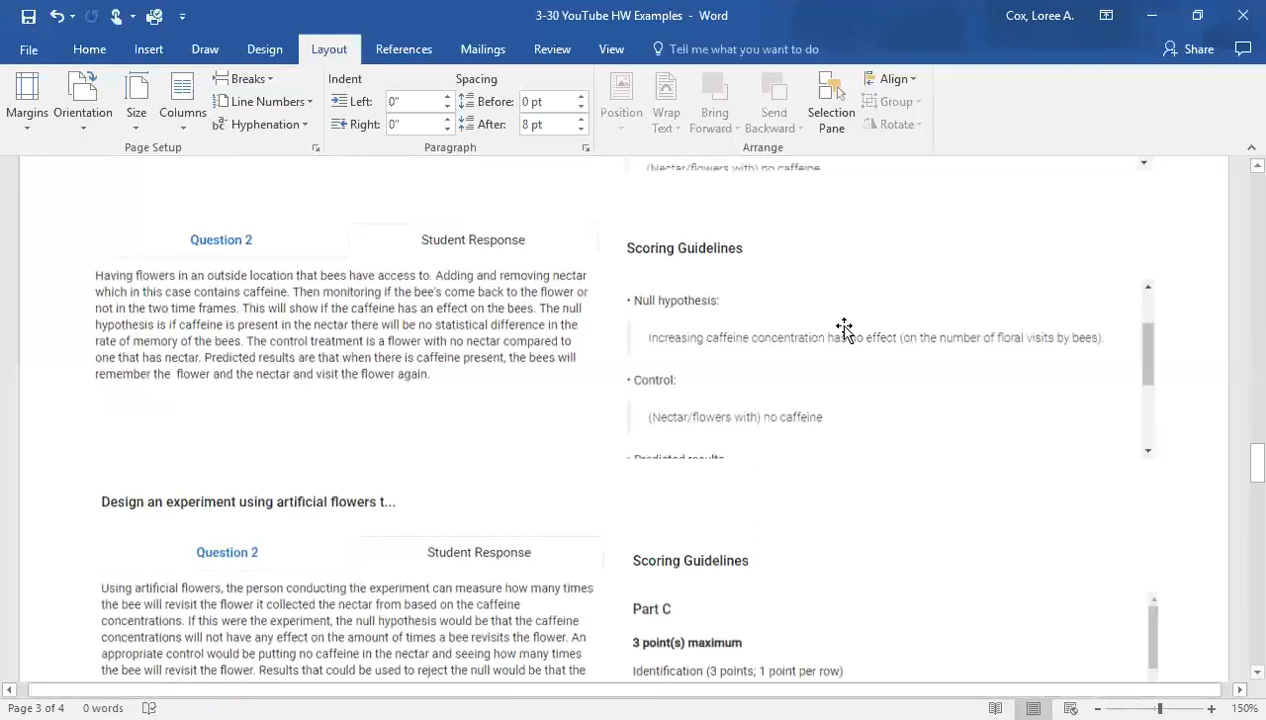 3-30 YouTube HW Examples - Word
Cox, Loree A.
File Home Insert Draw Design Layout References Mailings Review View Tell me what you want to do Share
Margins Orientation Size Columns
Breaks
Line Numbers
Hyphenation
Page Setup
Indent
Left: 0"
Right: 0"
Spacing
Before: 0 pt
After: 8 pt
Paragraph
Position
Wrap Text
Bring Forward
Send Backward
Selection Pane
Align
Group
Rotate
Arrange
(Nectar/flowers with) no caffeine
Question 2 Student Response
Having flowers in an outside location that bees have access to. Adding and removing nectar
which in this case contains caffeine. Then monitoring if the bee's come back to the flower or
not in the two time frames. This will show if the caffeine has an effect on the bees. The null
hypothesis is if caffeine is present in the nectar there will be no statistical difference in the
rate of memory of the bees. The control treatment is a flower with no nectar compared to
one that has nectar. Predicted results are that when there is caffeine present, the bees will
remember the flower and the nectar and visit the flower again.
Scoring Guidelines
• Null hypothesis:
Increasing caffeine concentration has no effect (on the number of floral visits by bees).
• Control:
(Nectar/flowers with) no caffeine
• Predicted results
Design an experiment using artificial flowers t...
Question 2 Student Response
Using artificial flowers, the person conducting the experiment can measure how many times
the bee will revisit the flower it collected the nectar from based on the caffeine
concentrations. If this were the experiment, the null hypothesis would be that the caffeine
concentrations will not have any effect on the amount of times a bee revisits the flower. An
appropriate control would be putting no caffeine in the nectar and seeing how many times
the bee will revisit the flower. Results that could be used to reject the null would be that the
Scoring Guidelines
Part C
3 point(s) maximum
Identification (3 points; 1 point per row)
Page 3 of 4 0 words
150%